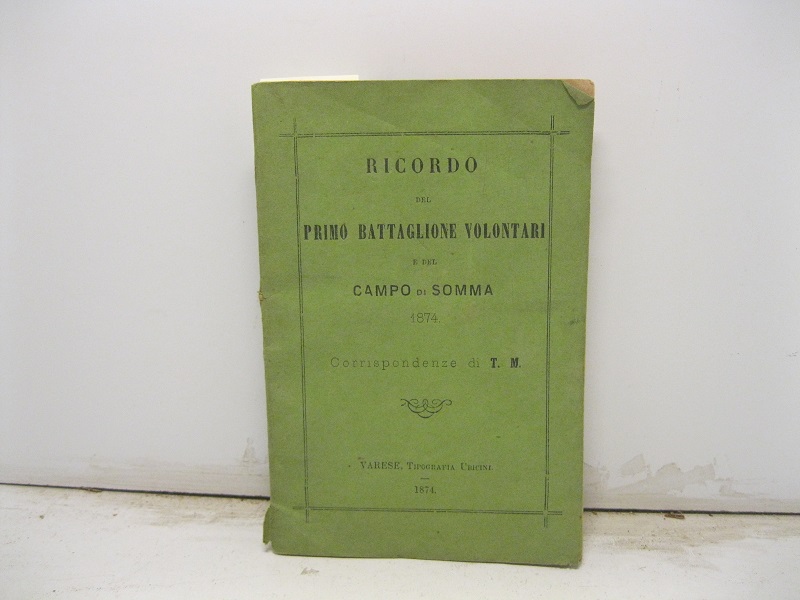 RICORDO
DEL
PRIMO BATTAGLIONE VOLONTARI
E DEL
CAMPO DI SOMMA
1874.
Corrispondenze di T. M.
VARESE, TIPOGRAFIA UBICINI
1874.